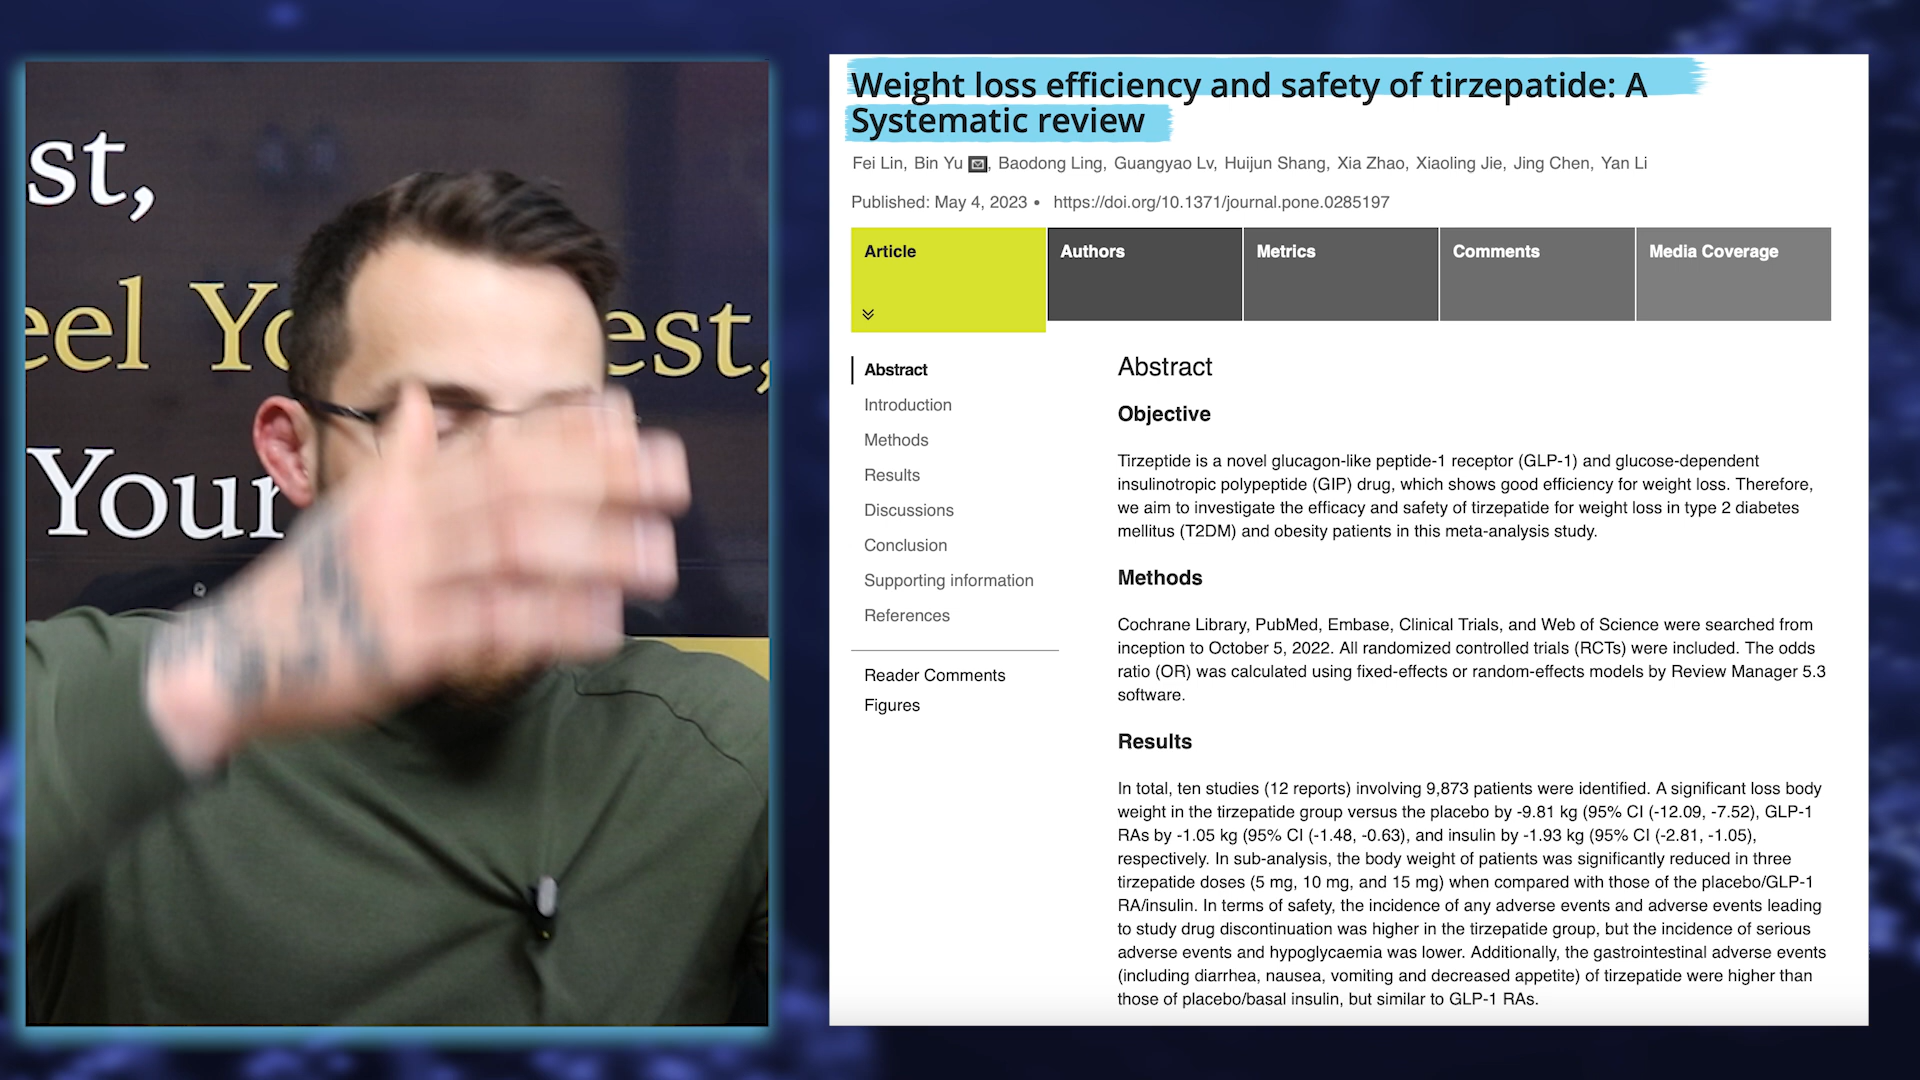 st,
eel Yo
est,
Your
Weight loss efficiency and safety of tirzepatide: A
Systematic review
Fei Lin, Bin Yu, Baodong Ling, Guangyao Lv, Huijun Shang, Xia Zhao, Xiaoling Jie, Jing Chen, Yan Li
Published: May 4, 2023 • https://doi.org/10.1371/journal.pone.0285197
Article
Authors
Metrics
Comments
Media Coverage
Abstract
Introduction
Methods
Results
Discussions
Conclusion
Supporting information
References
Reader Comments
Figures
Abstract
Objective
Tirzeptide is a novel glucagon-like peptide-1 receptor (GLP-1) and glucose-dependent
insulinotropic polypeptide (GIP) drug, which shows good efficiency for weight loss. Therefore,
we aim to investigate the efficacy and safety of tirzepatide for weight loss in type 2 diabetes
mellitus (T2DM) and obesity patients in this meta-analysis study.
Methods
Cochrane Library, PubMed, Embase, Clinical Trials, and Web of Science were searched from
inception to October 5, 2022. All randomized controlled trials (RCTs) were included. The odds
ratio (OR) was calculated using fixed-effects or random-effects models by Review Manager 5.3
software.
Results
In total, ten studies (12 reports) involving 9,873 patients were identified. A significant loss body
weight in the tirzepatide group versus the placebo by -9.81 kg (95% CI (-12.09, -7.52), GLP-1
RAs by -1.05 kg (95% CI (-1.48, -0.63), and insulin by -1.93 kg (95% CI (-2.81, -1.05),
respectively. In sub-analysis, the body weight of patients was significantly reduced in three
tirzepatide doses (5 mg, 10 mg, and 15 mg) when compared with those of the placebo/GLP-1
RA/insulin. In terms of safety, the incidence of any adverse events and adverse events leading
to study drug discontinuation was higher in the tirzepatide group, but the incidence of serious
adverse events and hypoglycaemia was lower. Additionally, the gastrointestinal adverse events
(including diarrhea, nausea, vomiting and decreased appetite) of tirzepatide were higher than
those of placebo/basal insulin, but similar to GLP-1 RAs.